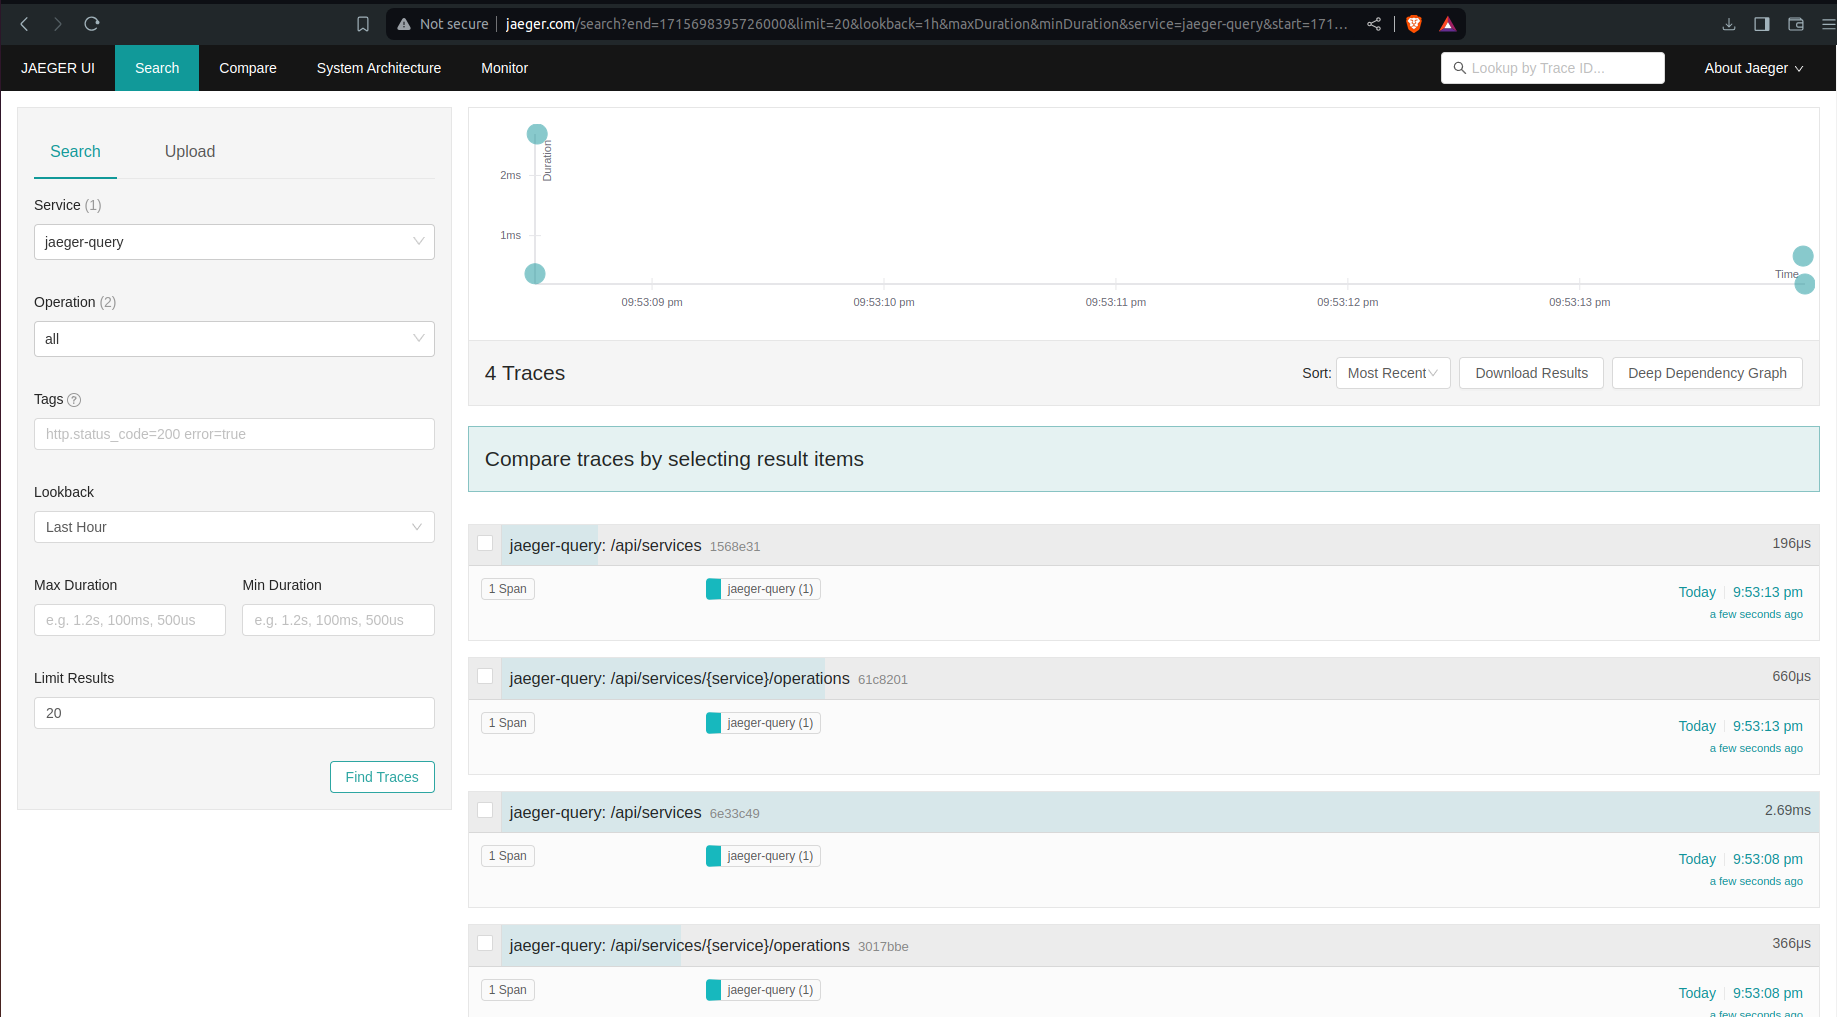 Not secure jaeger.com/search?end=1715698395726000&limit=20&lookback=1h&maxDuration&minDuration&service=jaeger-query&start=171...
JAEGER UI Search Compare System Architecture Monitor Lookup by Trace ID... About Jaeger
Search Upload
Service (1)
jaeger-query
Operation (2)
all
Tags ?
http.status_code=200 error=true
Lookback
Last Hour
Max Duration Min Duration
e.g. 1.2s, 100ms, 500us e.g. 1.2s, 100ms, 500us
Limit Results
20
Find Traces
Duration
2ms
1ms
Time
09:53:09 pm 09:53:10 pm 09:53:11 pm 09:53:12 pm 09:53:13 pm
4 Traces Sort: Most Recent Download Results Deep Dependency Graph
Compare traces by selecting result items
jaeger-query: /api/services 1568e31 196μs
1 Span jaeger-query (1) Today 9:53:13 pm
a few seconds ago
jaeger-query: /api/services/{service}/operations 61c8201 660μs
1 Span jaeger-query (1) Today 9:53:13 pm
a few seconds ago
jaeger-query: /api/services 6e33c49 2.69ms
1 Span jaeger-query (1) Today 9:53:08 pm
a few seconds ago
jaeger-query: /api/services/{service}/operations 3017bbe 366μs
1 Span jaeger-query (1) Today 9:53:08 pm
a few seconds ago